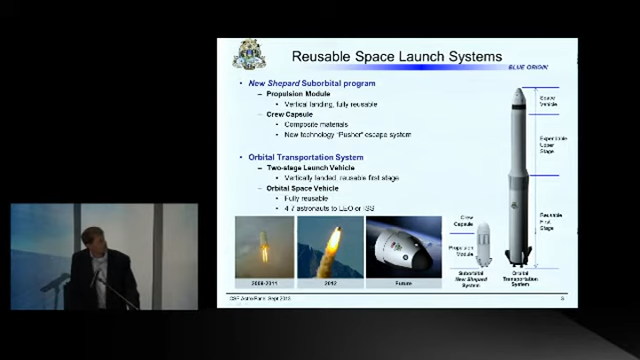 Reusable Space Launch Systems
BLUE ORIGIN
• New Shepard Suborbital program
– Propulsion Module
• Vertical landing, fully reusable
– Crew Capsule
• Composite materials
• New technology "Pusher" escape system
• Orbital Transportation System
– Two-stage Launch Vehicle
• Vertically landed, reusable first stage
– Orbital Space Vehicle
• Fully reusable
• 4-7 astronauts to LEO or ISS
Space
Vehicle
Expendable
Upper
Stage
Reusable
First
Stage
Crew
Capsule
Propulsion
Module
Suborbital
New Shepard
System
Orbital
Transportation
System
2012
Future